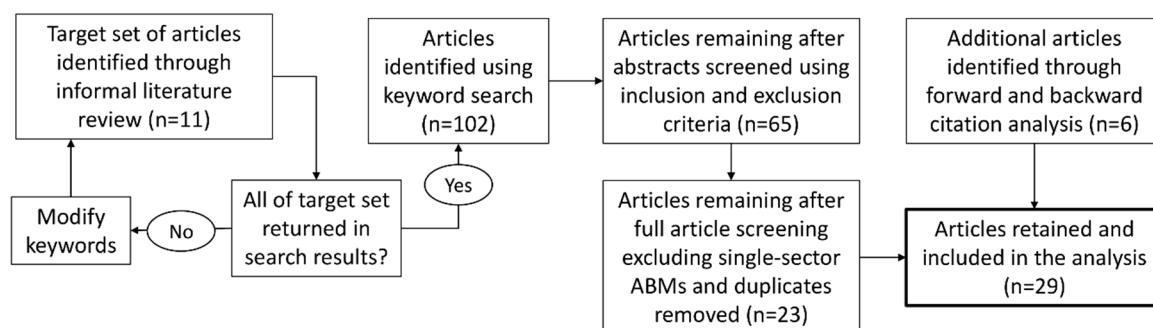 Target set of articles
identified through
informal literature
review (n=11)
Modify
keywords
No
All of target set
returned in
search results?
Yes
Articles
identified using
keyword search
(n=102)
Articles remaining after
abstracts screened using
inclusion and exclusion
criteria (n=65)
Articles remaining after
full article screening
excluding single-sector
ABMs and duplicates
removed (n=23)
Additional articles
identified through
forward and backward
citation analysis (n=6)
Articles retained and
included in the analysis
(n=29)